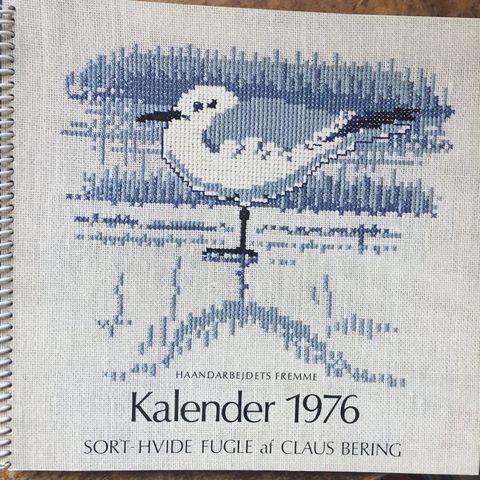 HAANDARBEJDETS FREMME
Kalender 1976
SORT-HVIDE FUGLE af CLAUS BERING